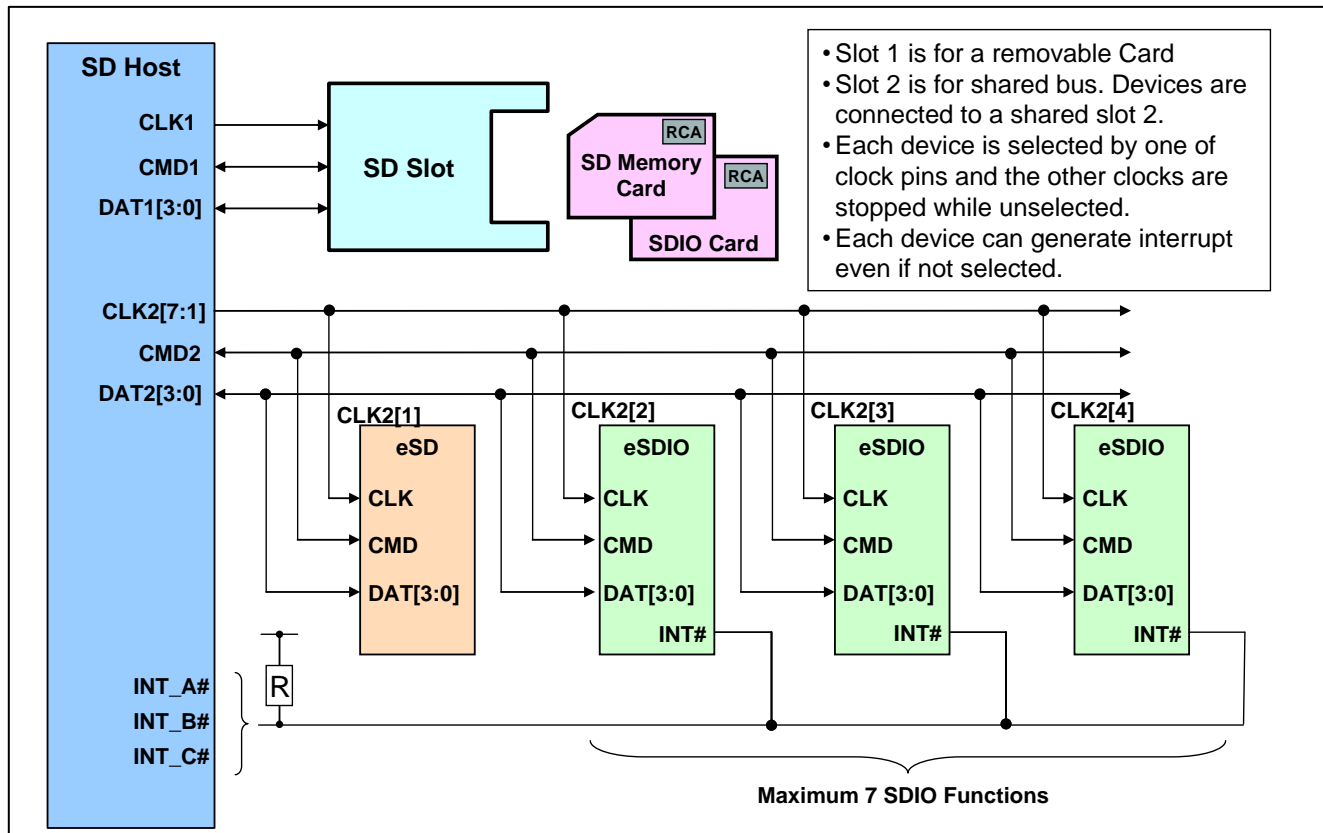 SD Host
CLK1
CMD1
DAT1[3:0]
SD Slot
RCA
SD Memory
Card
RCA
SDIO Card
• Slot 1 is for a removable Card
• Slot 2 is for shared bus. Devices are
connected to a shared slot 2.
• Each device is selected by one of
clock pins and the other clocks are
stopped while unselected.
• Each device can generate interrupt
even if not selected.
CLK2[7:1]
CMD2
DAT2[3:0]
CLK2[1]
eSD
CLK
CMD
DAT[3:0]
CLK2[2]
eSDIO
CLK
CMD
DAT[3:0]
INT#
CLK2[3]
eSDIO
CLK
CMD
DAT[3:0]
INT#
CLK2[4]
eSDIO
CLK
CMD
DAT[3:0]
INT#
R
INT_A#
INT_B#
INT_C#
Maximum 7 SDIO Functions